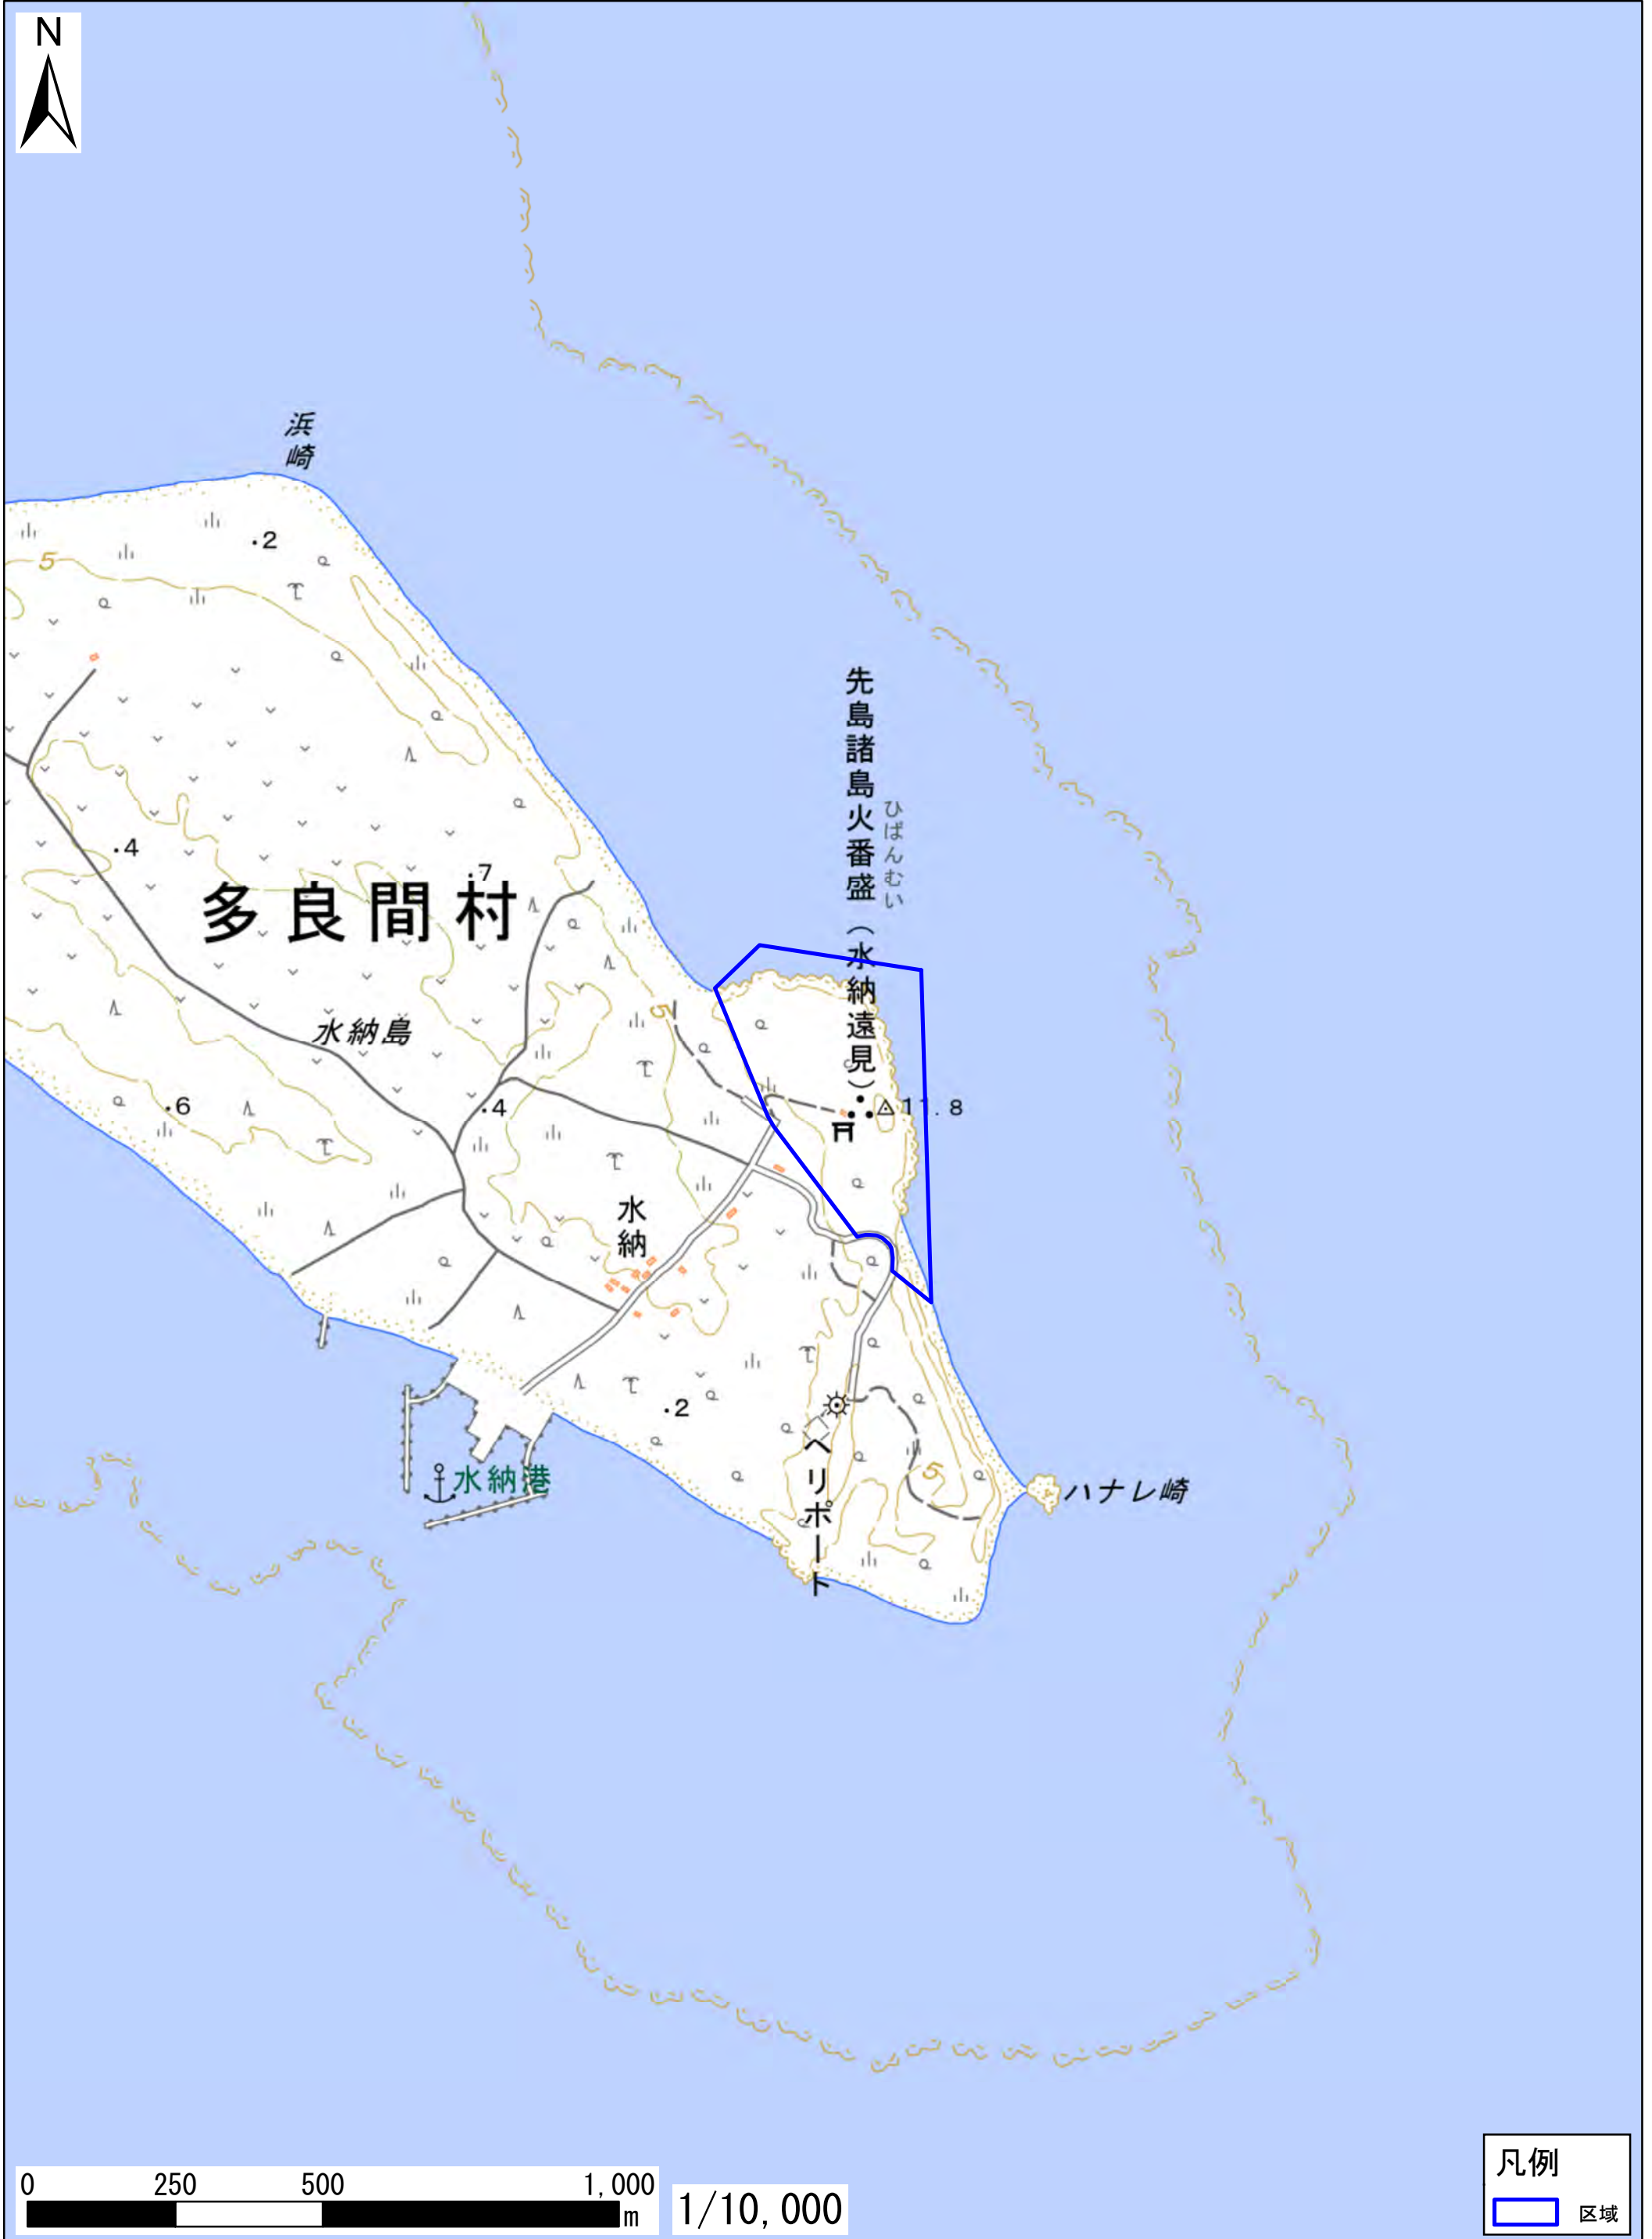 N
浜崎
・2
5
先島諸島火番盛（水納遠見）
ひばんむい
・4
・7
多良間村
5
水納島
・6
・4
11.8
水納
・2
水納港
ヘリポート
5
ハナレ崎
0 250 500 1,000
m
1/10,000
凡例
区域